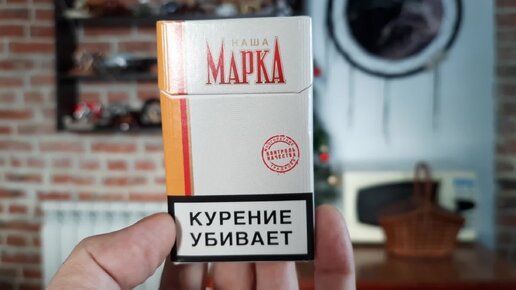 НАША
МАРКА
КОНТРОЛЬ
КАЧЕСТВА
КУРЕНИЕ
УБИВАЕТ